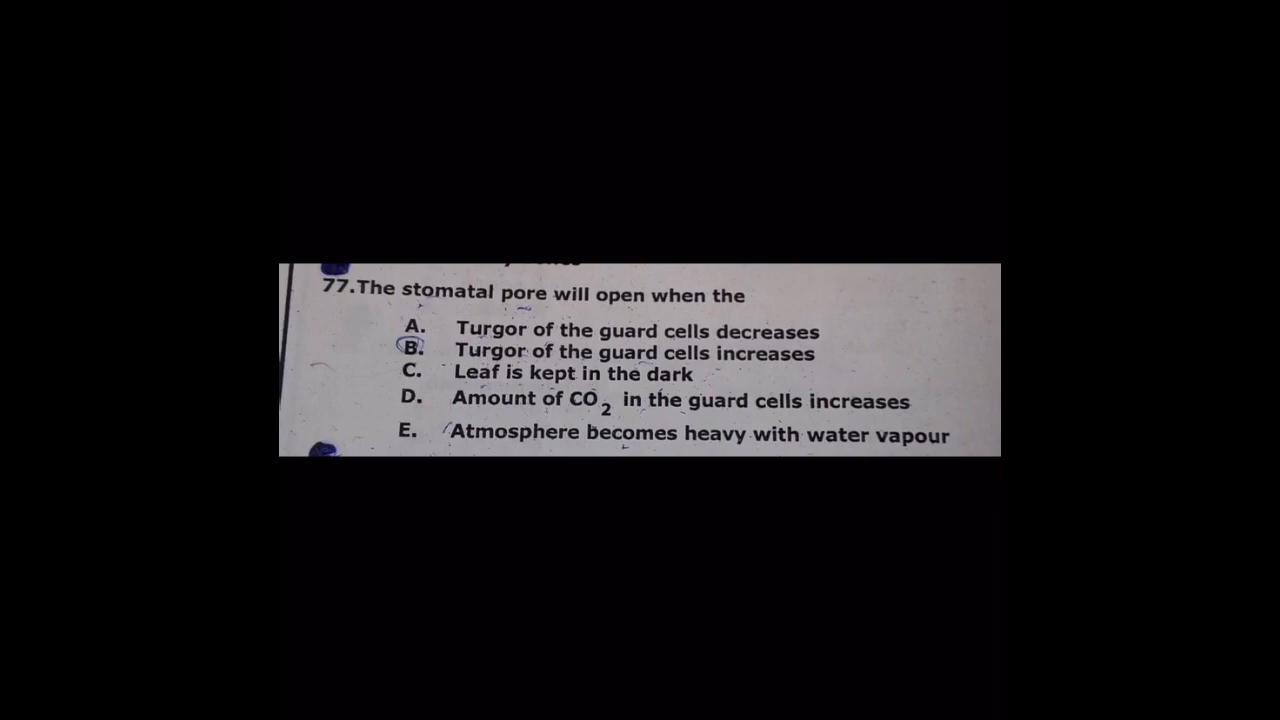 77.The stomatal pore will open when the
A. Turgor of the guard cells decreases
B. Turgor of the guard cells increases
C. Leaf is kept in the dark
D. Amount of CO₂ in the guard cells increases
E. Atmosphere becomes heavy with water vapour